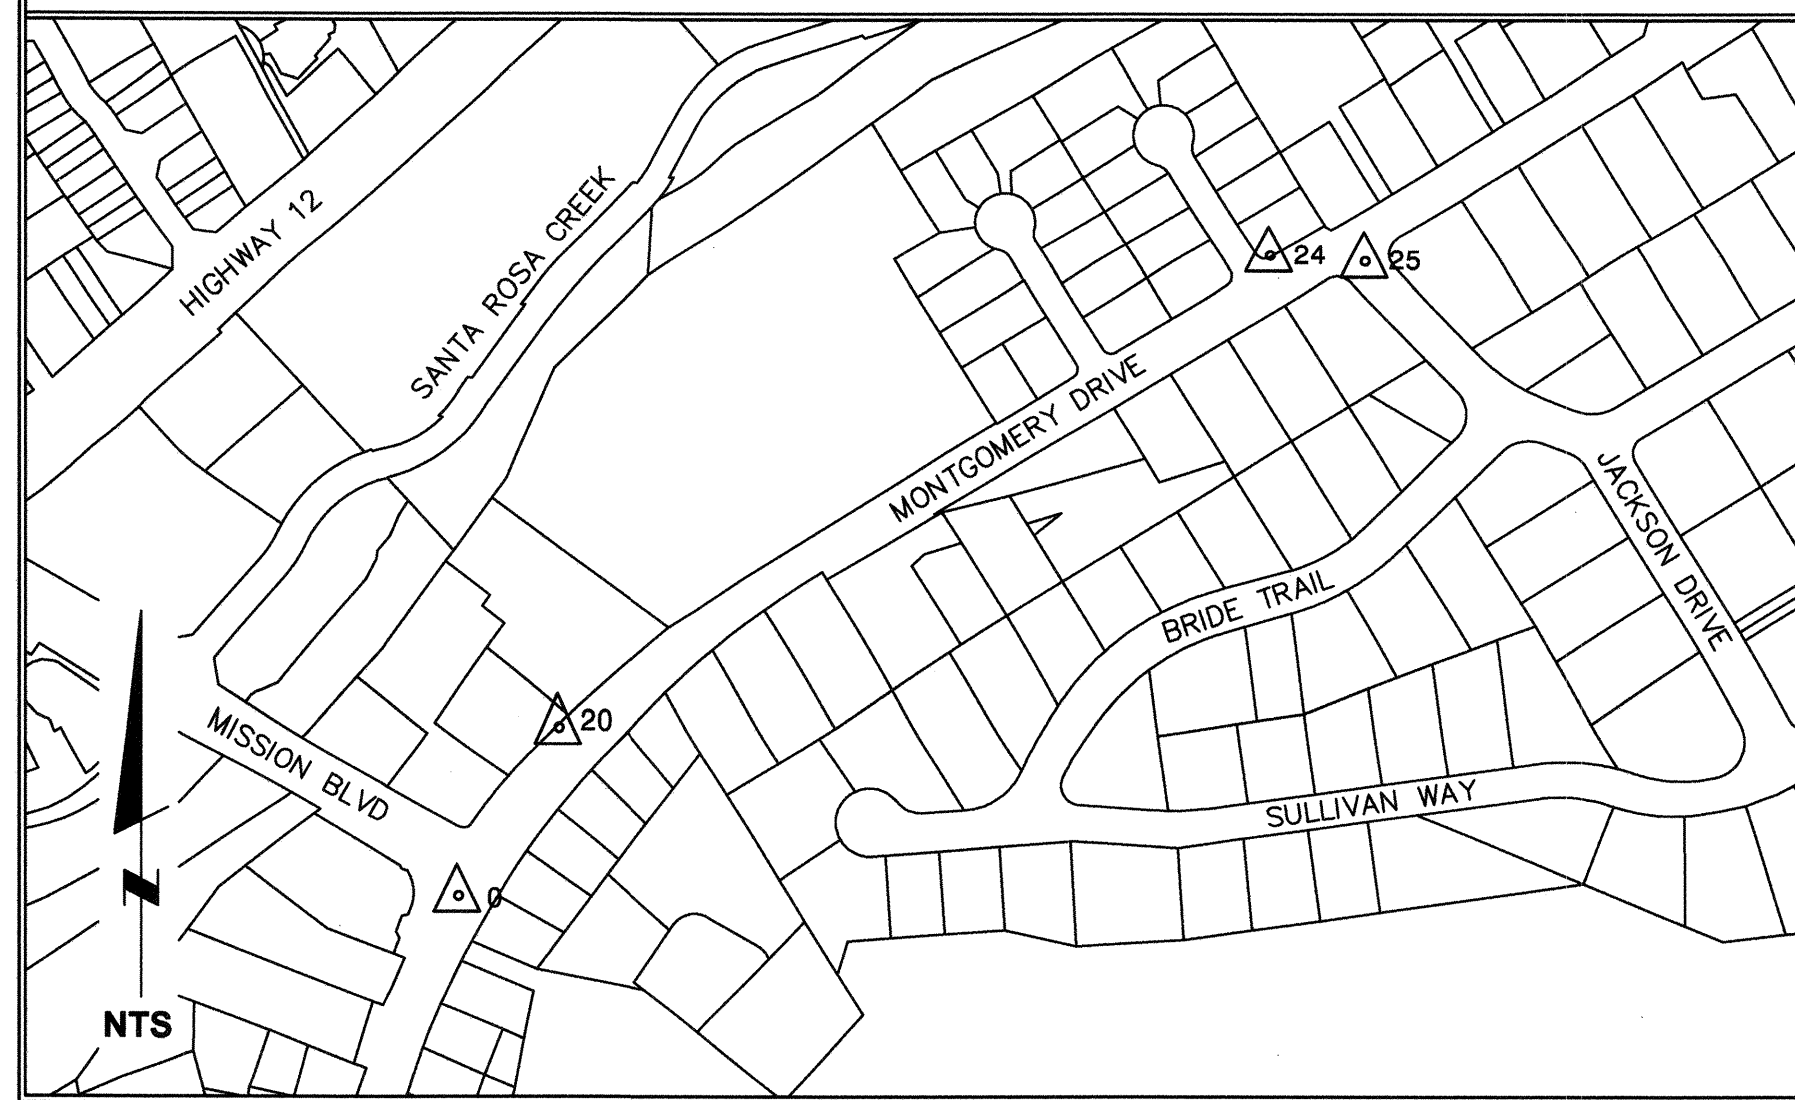 HIGHWAY 12
SANTA ROSA CREEK
24
25
MONTGOMERY DRIVE
JACKSON DRIVE
BRIDE TRAIL
20
MISSION BLVD
SULLIVAN WAY
0
N
NTS